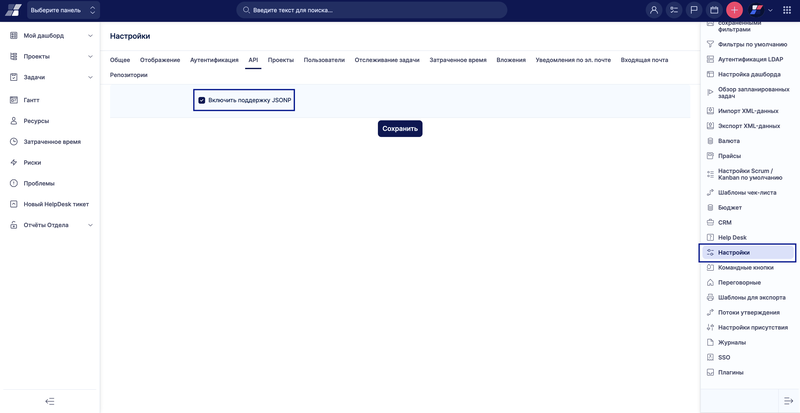 Выберите панель
Введите текст для поиска...
Мой дашборд
Проекты
Задачи
Гантт
Ресурсы
Затраченное время
Риски
Проблемы
Новый HelpDesk тикет
Отчёты Отдела
Настройки
Общее Отображение Аутентификация API Проекты Пользователи Отслеживание задачи Затраченное время Вложения Уведомления по эл. почте Входящая почта
Репозитории
Включить поддержку JSONP
Сохранить
сохраненными
фильтрами
Фильтры по умолчанию
Аутентификация LDAP
Настройка дашборда
Обзор запланированных
задач
Импорт XML-данных
Экспорт XML-данных
Валюта
Прайсы
Настройки Scrum /
Kanban по умолчанию
Шаблоны чек-листа
Бюджет
CRM
Help Desk
Настройки
Командные кнопки
Переговорные
Шаблоны для экспорта
Потоки утверждения
Настройки присутствия
Журналы
SSO
Плагины